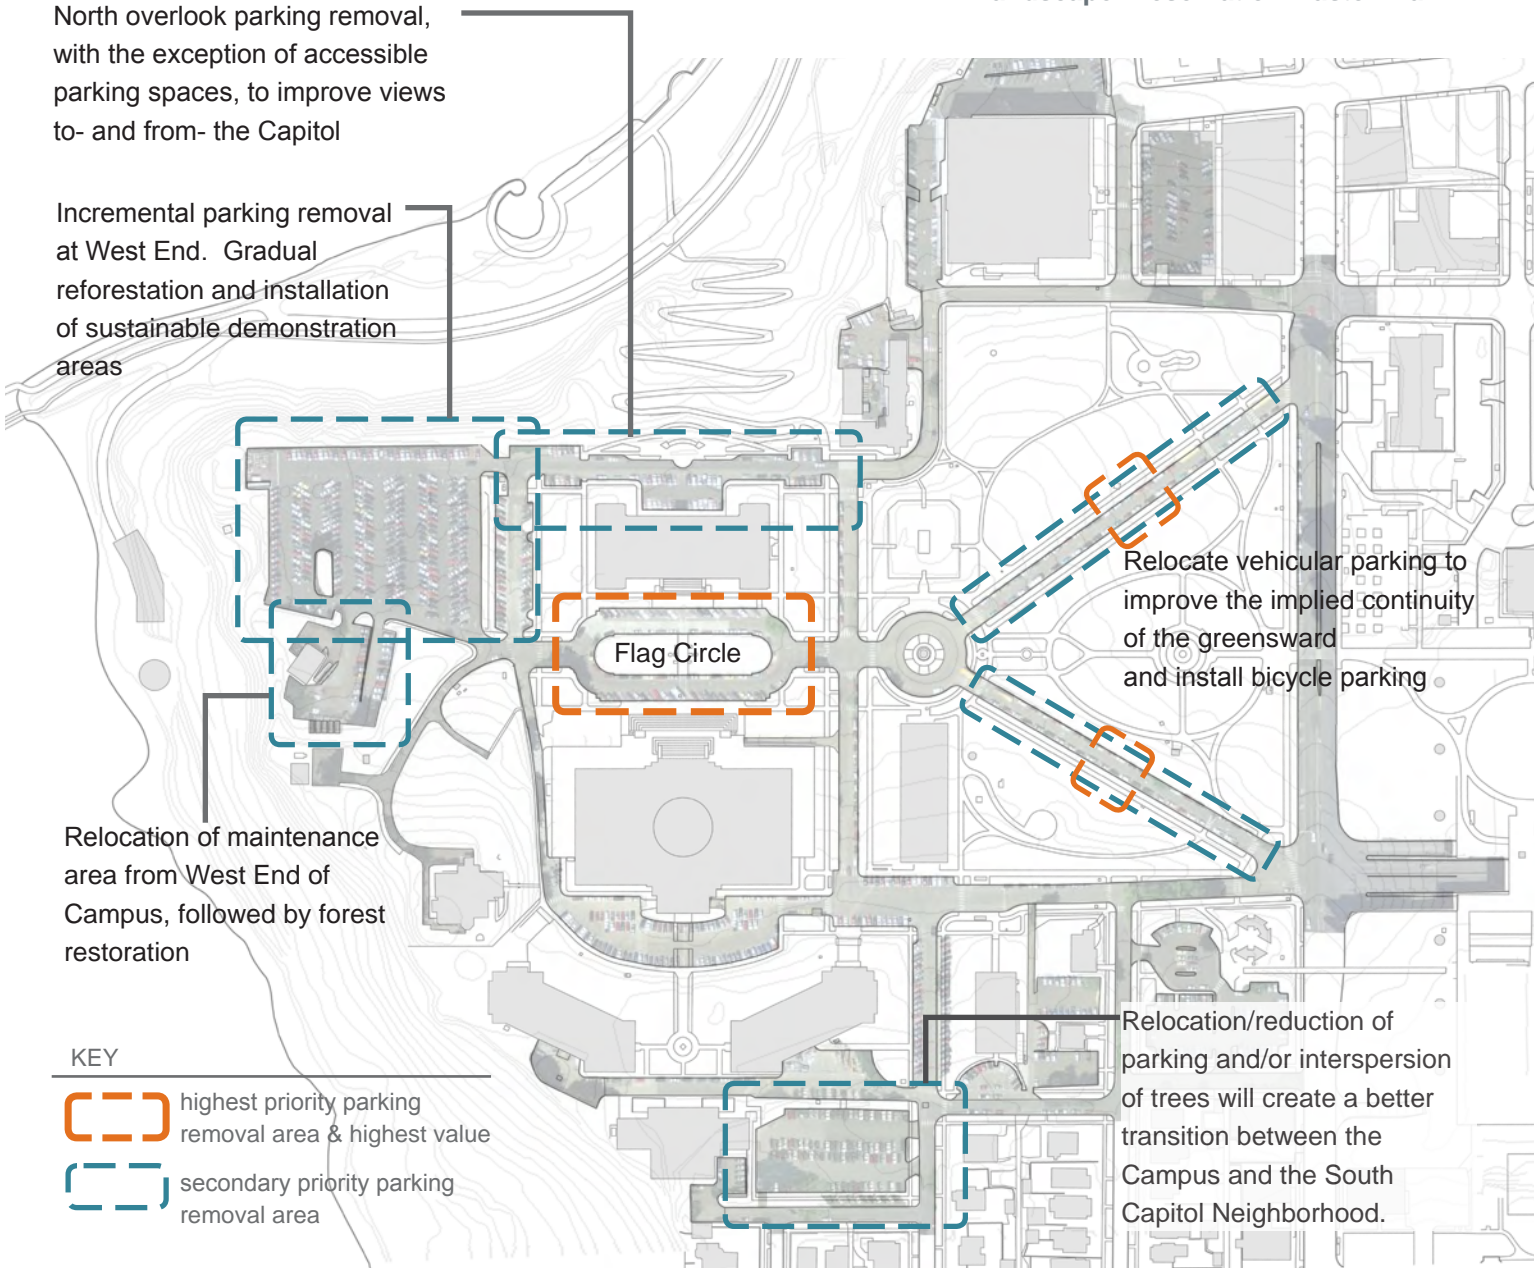 North overlook parking removal,
with the exception of accessible
parking spaces, to improve views
to- and from- the Capitol
Incremental parking removal
at West End. Gradual
reforestation and installation
of sustainable demonstration
areas
Flag Circle
Relocate vehicular parking to
improve the implied continuity
of the greensward
and install bicycle parking
Relocation of maintenance
area from West End of
Campus, followed by forest
restoration
Relocation/reduction of
parking and/or interspersion
of trees will create a better
transition between the
Campus and the South
Capitol Neighborhood.
KEY
highest priority parking
removal area & highest value
secondary priority parking
removal area